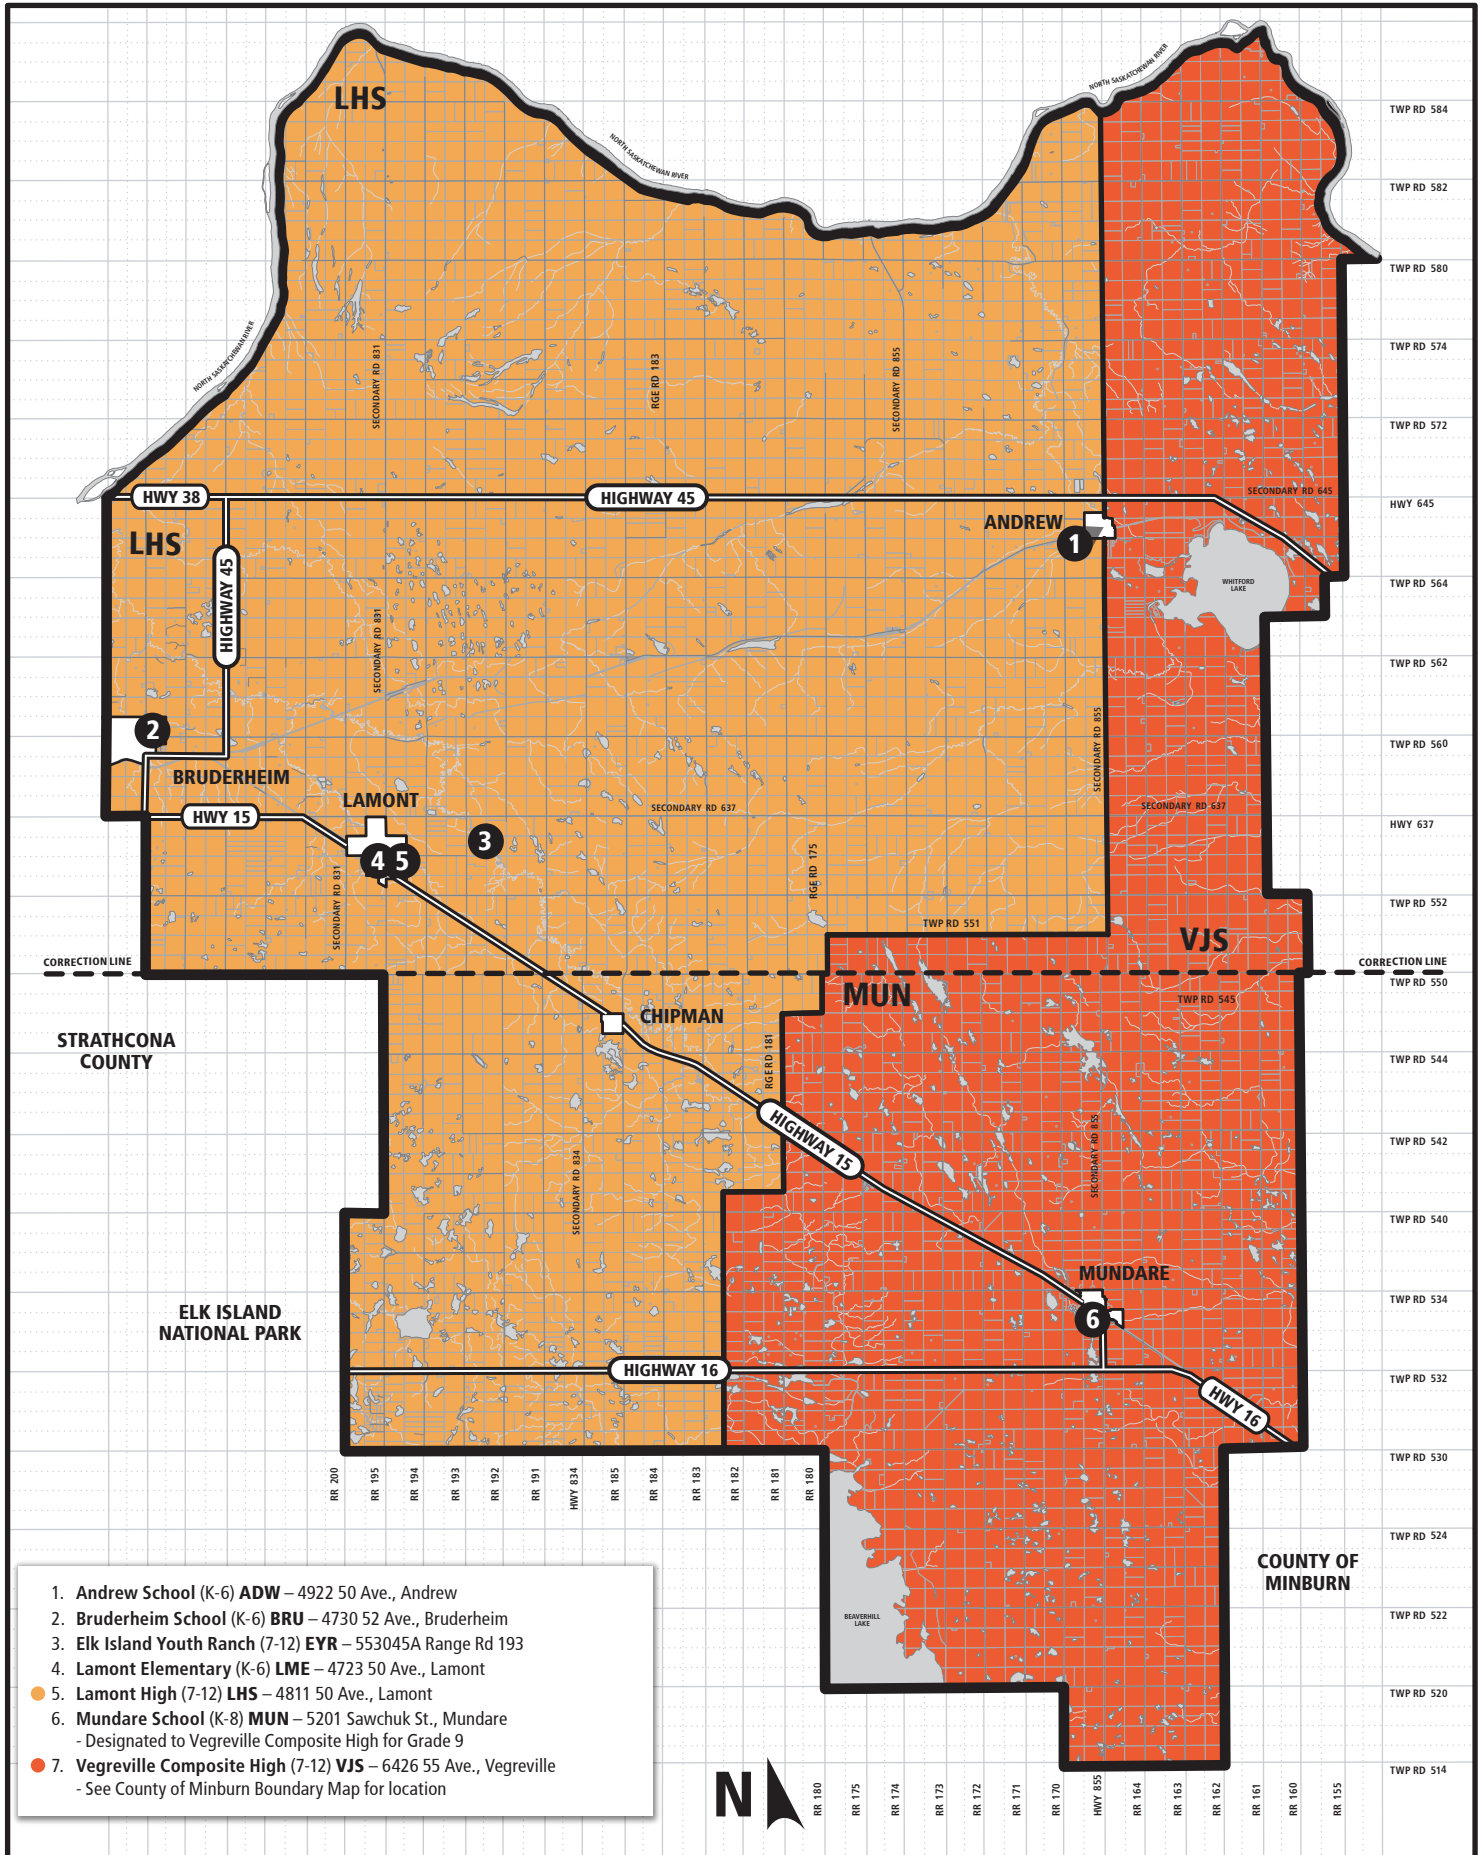 LHS
NORTH SASKATCHEWAN RIVER
NORTH SASKATCHEWAN RIVER
NORTH SASKATCHEWAN RIVER
TWP RD 584
TWP RD 582
TWP RD 580
TWP RD 574
TWP RD 572
SECONDARY RD 831
RGE RD 183
SECONDARY RD 855
HWY 38
HIGHWAY 45
SECONDARY RD 645
HWY 645
LHS
ANDREW
1
HIGHWAY 45
WHITFORD
LAKE
TWP RD 564
SECONDARY RD 831
TWP RD 562
2
SECONDARY RD 855
TWP RD 560
BRUDERHEIM
LAMONT
SECONDARY RD 637
SECONDARY RD 637
HWY 15
HWY 637
3
4 5
SECONDARY RD 831
RGE RD 175
TWP RD 552
TWP RD 551
VJS
CORRECTION LINE
CORRECTION LINE
TWP RD 550
MUN
TWP RD 545
CHIPMAN
STRATHCONA
COUNTY
RGE RD 181
TWP RD 544
HIGHWAY 15
TWP RD 542
SECONDARY RD 834
SECONDARY RD 855
TWP RD 540
MUNDARE
ELK ISLAND
NATIONAL PARK
TWP RD 534
6
HIGHWAY 16
TWP RD 532
HWY 16
TWP RD 530
RR 200
RR 195
RR 194
RR 193
RR 192
RR 191
HWY 834
RR 185
RR 184
RR 183
RR 182
RR 181
RR 180
TWP RD 524
COUNTY OF
MINBURN
BEAVERHILL
LAKE
TWP RD 522
TWP RD 520
TWP RD 514
1. Andrew School (K-6) ADW – 4922 50 Ave., Andrew
2. Bruderheim School (K-6) BRU – 4730 52 Ave., Bruderheim
3. Elk Island Youth Ranch (7-12) EYR – 553045A Range Rd 193
4. Lamont Elementary (K-6) LME – 4723 50 Ave., Lamont
5. Lamont High (7-12) LHS – 4811 50 Ave., Lamont
6. Mundare School (K-8) MUN – 5201 Sawchuk St., Mundare
- Designated to Vegreville Composite High for Grade 9
7. Vegreville Composite High (7-12) VJS – 6426 55 Ave., Vegreville
- See County of Minburn Boundary Map for location
N
RR 180
RR 175
RR 174
RR 173
RR 172
RR 171
RR 170
HWY 855
RR 164
RR 163
RR 162
RR 161
RR 160
RR 155